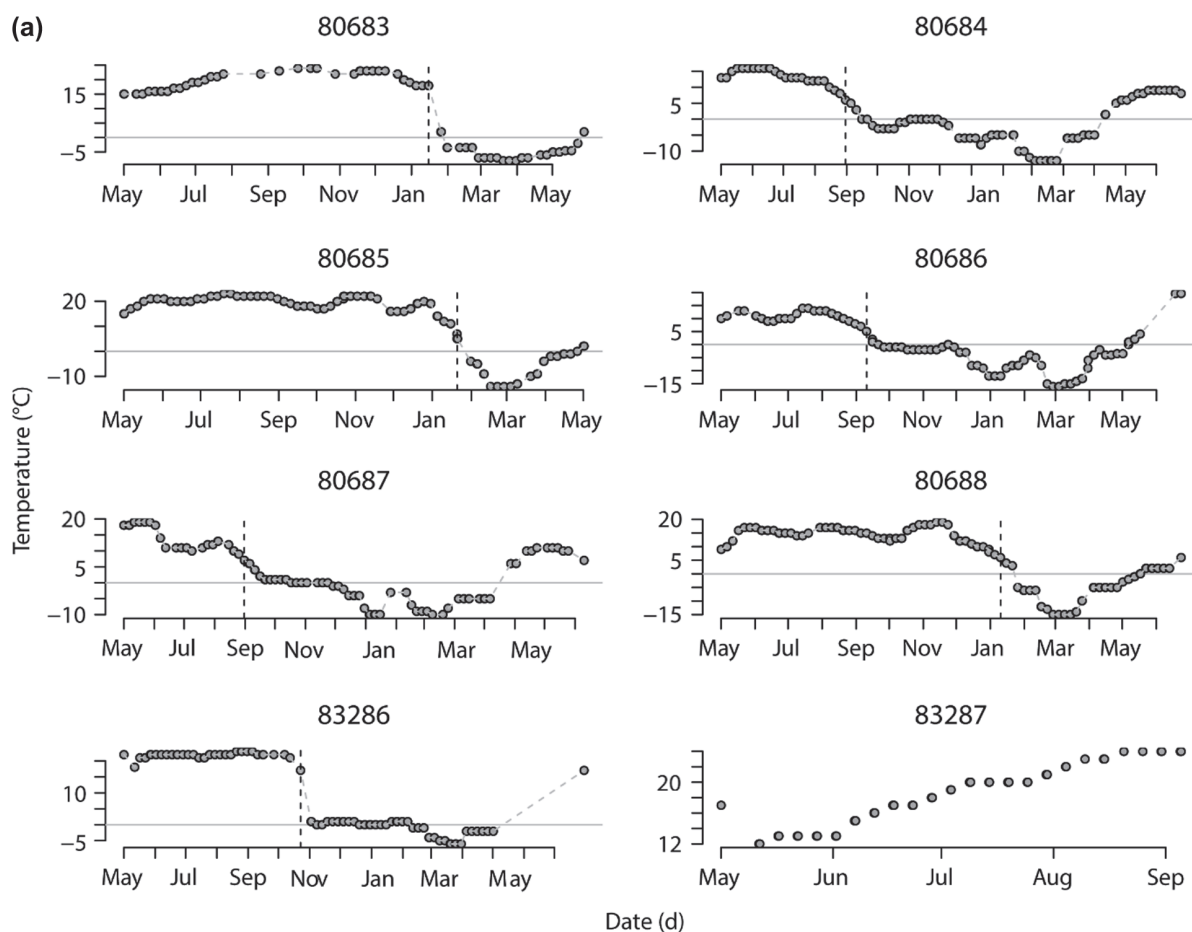 (a)
80683
15
−5
May Jul Sep Nov Jan Mar May
80684
5
−10
May Jul Sep Nov Jan Mar May
80685
20
−10
May Jul Sep Nov Jan Mar May
80686
5
−15
May Jul Sep Nov Jan Mar May
Temperature (°C)
80687
20
5
−10
May Jul Sep Nov Jan Mar May
80688
20
5
−15
May Jul Sep Nov Jan Mar May
83286
10
−5
May Jul Sep Nov Jan Mar May
83287
20
12
May Jun Jul Aug Sep
Date (d)